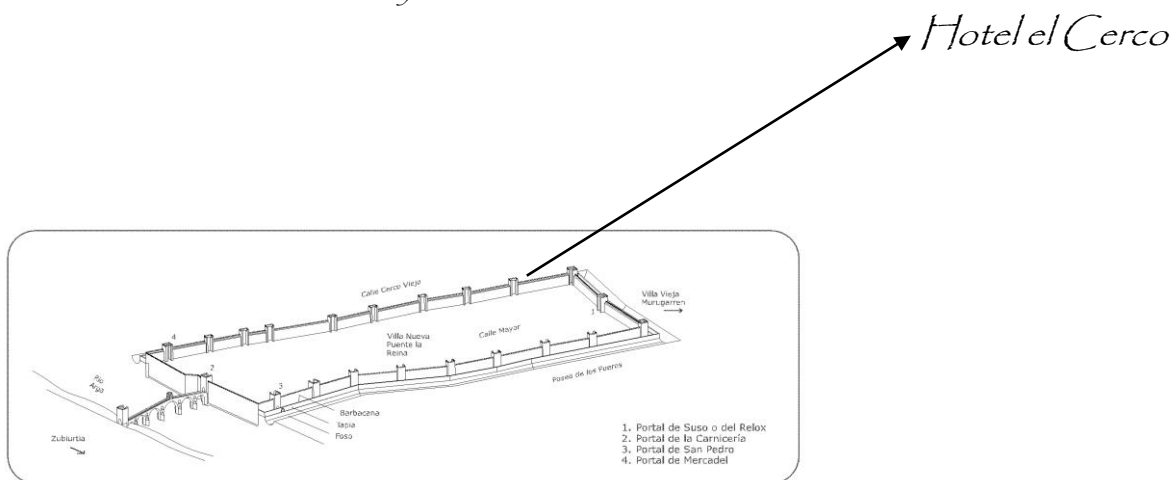 Hotel el Cerco
Calle Cerco Viejo
Villa Vieja
Murugarren
4
1
Villa Nueva
Puente la
Reina
Calle Mayor
2
Río
Arga
3
Paseo de los Fueros
Barbacana
Tapia
Foso
Zubiurtia
1. Portal de Suso o del Relox
2. Portal de la Carnicería
3. Portal de San Pedro
4. Portal de Mercadel